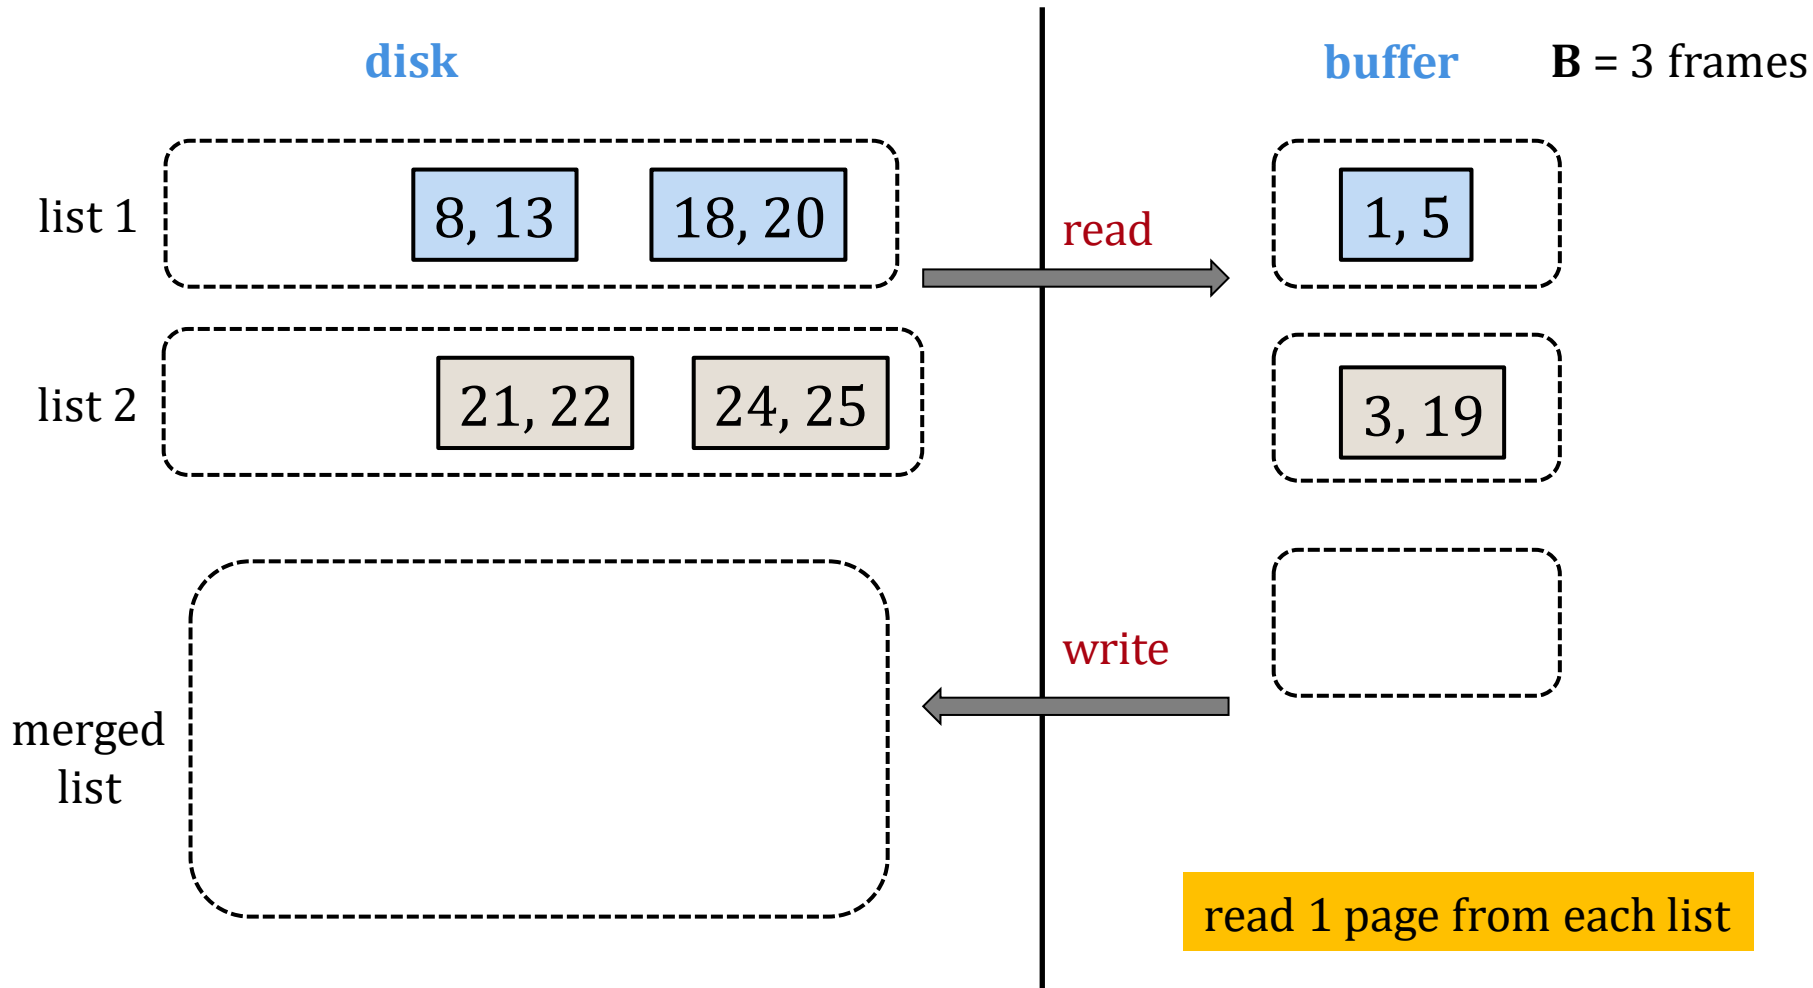 disk
buffer
B = 3 frames
list 1
8, 13
18, 20
read
1, 5
list 2
21, 22
24, 25
3, 19
write
merged
list
read 1 page from each list